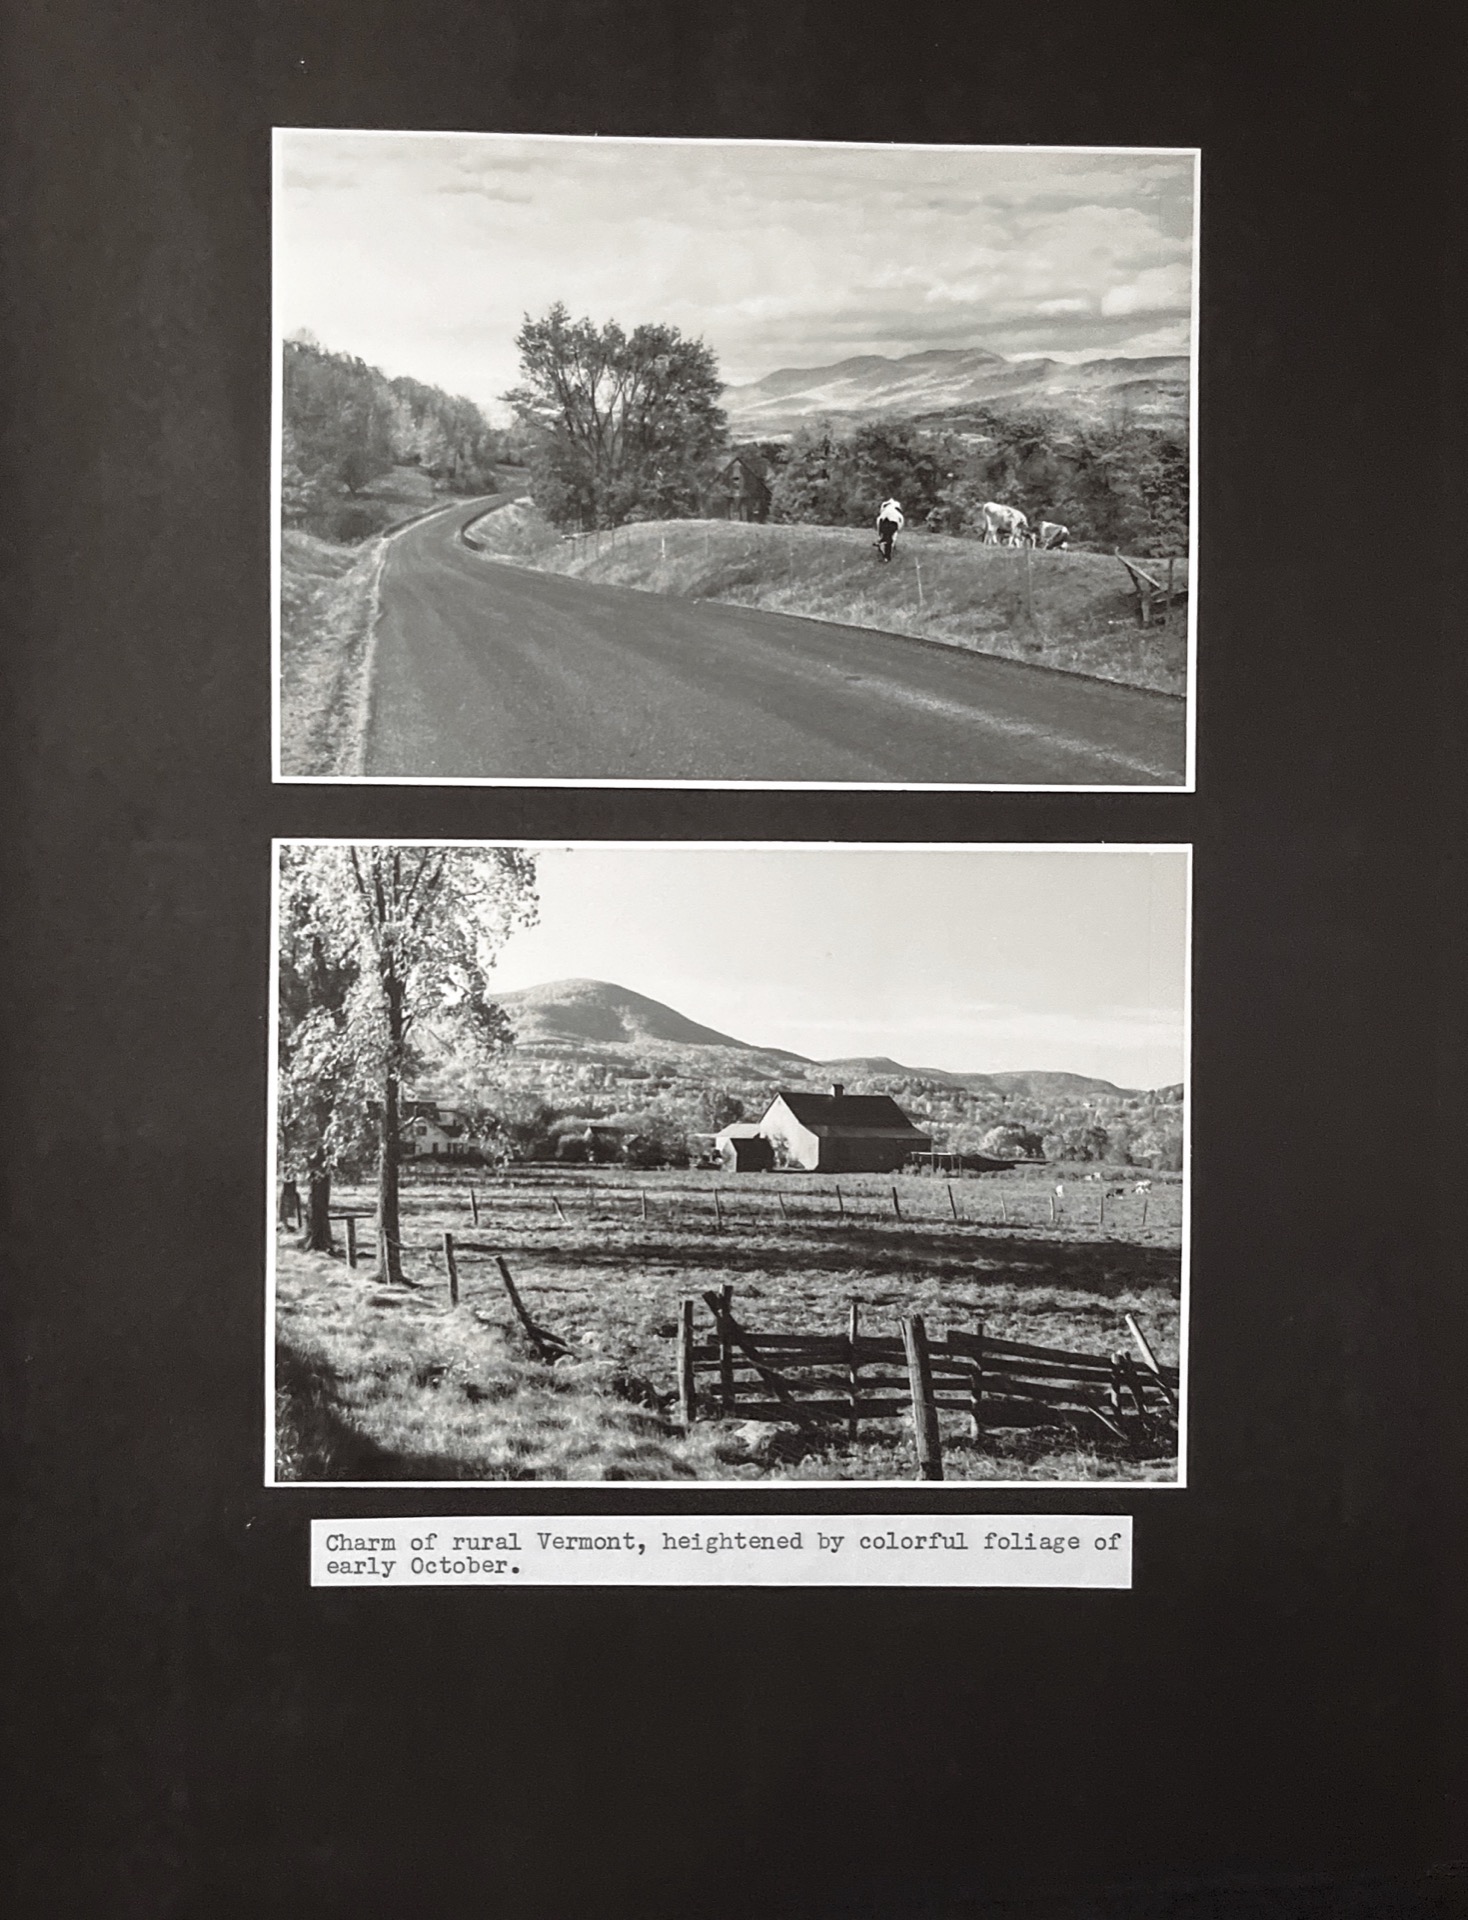 Charm of rural Vermont, heightened by colorful foliage of
early October.